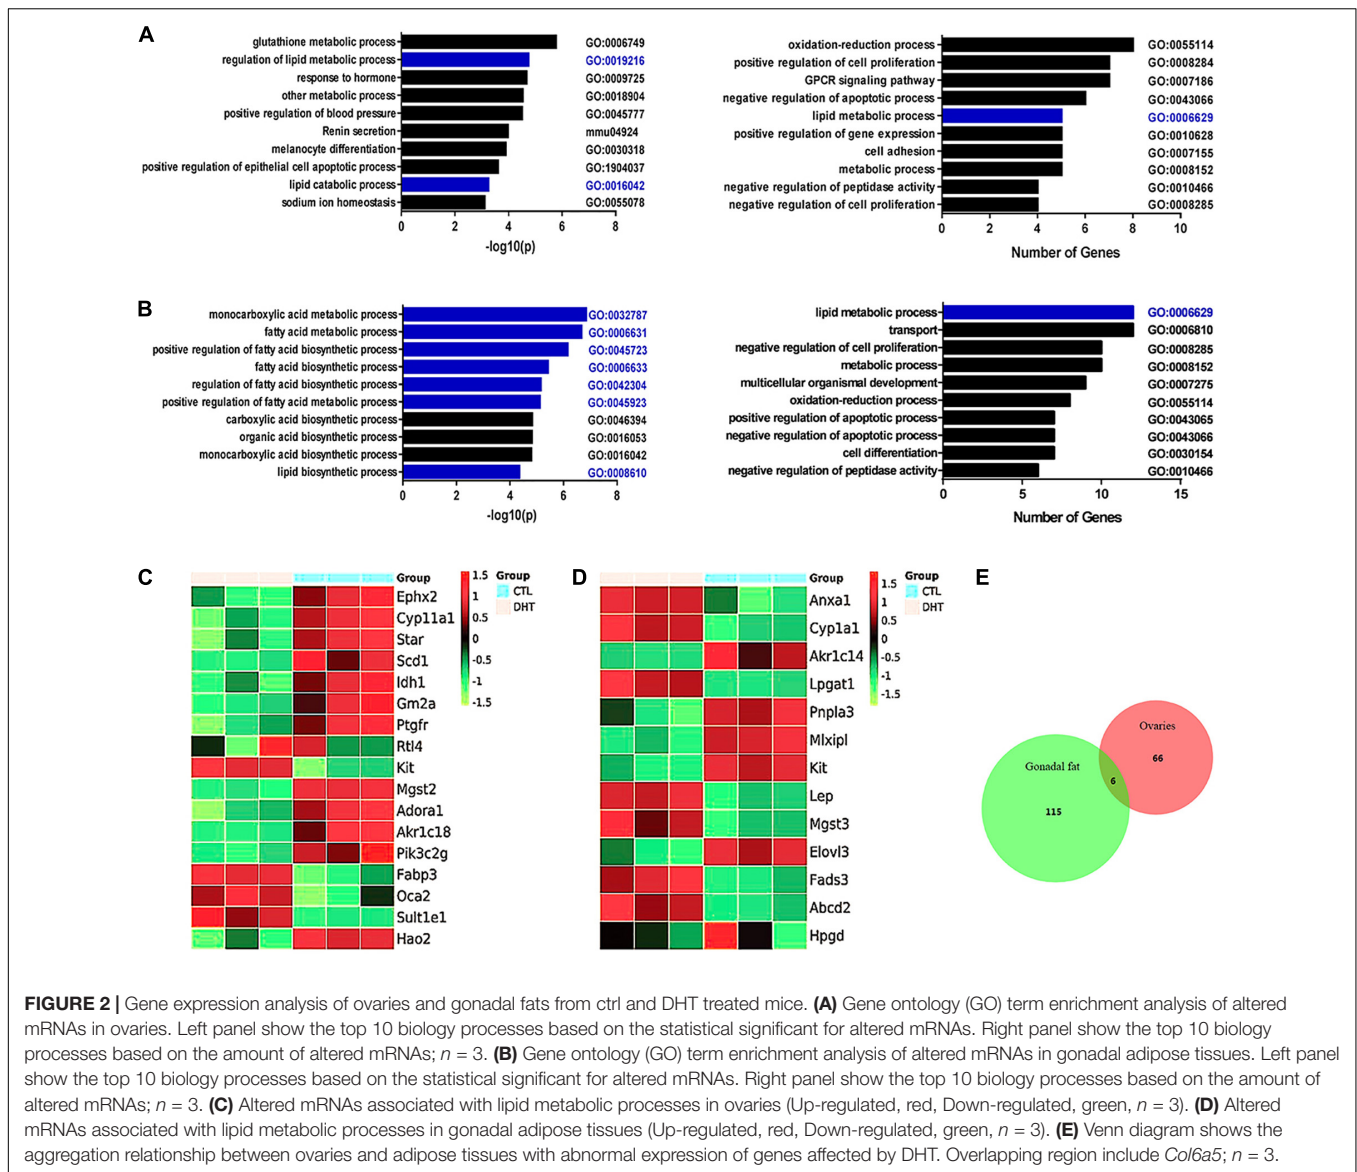 A
glutathione metabolic process GO:0006749
regulation of lipid metabolic process GO:0019216
response to hormone GO:0009725
other metabolic process GO:0018904
positive regulation of blood pressure GO:0045777
Renin secretion mmu04924
melanocyte differentiation GO:0030318
positive regulation of epithelial cell apoptotic process GO:1904037
lipid catabolic process GO:0016042
sodium ion homeostasis GO:0055078
0 2 4 6 8
-log10(p)
oxidation-reduction process GO:0055114
positive regulation of cell proliferation GO:0008284
GPCR signaling pathway GO:0007186
negative regulation of apoptotic process GO:0043066
lipid metabolic process GO:0006629
positive regulation of gene expression GO:0010628
cell adhesion GO:0007155
metabolic process GO:0008152
negative regulation of peptidase activity GO:0010466
negative regulation of cell proliferation GO:0008285
0 2 4 6 8 10
Number of Genes
B
monocarboxylic acid metabolic process GO:0032787
fatty acid metabolic process GO:0006631
positive regulation of fatty acid biosynthetic process GO:0045723
fatty acid biosynthetic process GO:0006633
regulation of fatty acid biosynthetic process GO:0042304
positive regulation of fatty acid metabolic process GO:0045923
carboxylic acid biosynthetic process GO:0046394
organic acid biosynthetic process GO:0016053
monocarboxylic acid biosynthetic process GO:0016042
lipid biosynthetic process GO:0008610
0 2 4 6 8
-log10(p)
lipid metabolic process GO:0006629
transport GO:0006810
negative regulation of cell proliferation GO:0008285
metabolic process GO:0008152
multicellular organismal development GO:0007275
oxidation-reduction process GO:0055114
positive regulation of apoptotic process GO:0043065
negative regulation of apoptotic process GO:0043066
cell differentiation GO:0030154
negative regulation of peptidase activity GO:0010466
0 5 10 15
Number of Genes
C
Group
Ephx2
Cyp11a1
Star
Scd1
Idh1
Gm2a
Ptgfr
Rtl4
Kit
Mgst2
Adora1
Akr1c18
Pik3c2g
Fabp3
Oca2
Sult1e1
Hao2
1.5
1
0.5
0
-0.5
-1
-1.5
Group
CTL
DHT
D
Group
Anxa1
Cyp1a1
Akr1c14
Lpgat1
Pnpla3
Mlxipl
Kit
Lep
Mgst3
Elovl3
Fads3
Abcd2
Hpgd
1.5
1
0.5
0
-0.5
-1
-1.5
Group
CTL
DHT
E
Ovaries
66
Gonadal fat
6
115
FIGURE 2 | Gene expression analysis of ovaries and gonadal fats from ctrl and DHT treated mice. (A) Gene ontology (GO) term enrichment analysis of altered
mRNAs in ovaries. Left panel show the top 10 biology processes based on the statistical significant for altered mRNAs. Right panel show the top 10 biology
processes based on the amount of altered mRNAs; n = 3. (B) Gene ontology (GO) term enrichment analysis of altered mRNAs in gonadal adipose tissues. Left panel
show the top 10 biology processes based on the statistical significant for altered mRNAs. Right panel show the top 10 biology processes based on the amount of
altered mRNAs; n = 3. (C) Altered mRNAs associated with lipid metabolic processes in ovaries (Up-regulated, red, Down-regulated, green, n = 3). (D) Altered
mRNAs associated with lipid metabolic processes in gonadal adipose tissues (Up-regulated, red, Down-regulated, green, n = 3). (E) Venn diagram shows the
aggregation relationship between ovaries and adipose tissues with abnormal expression of genes affected by DHT. Overlapping region include Col6a5; n = 3.